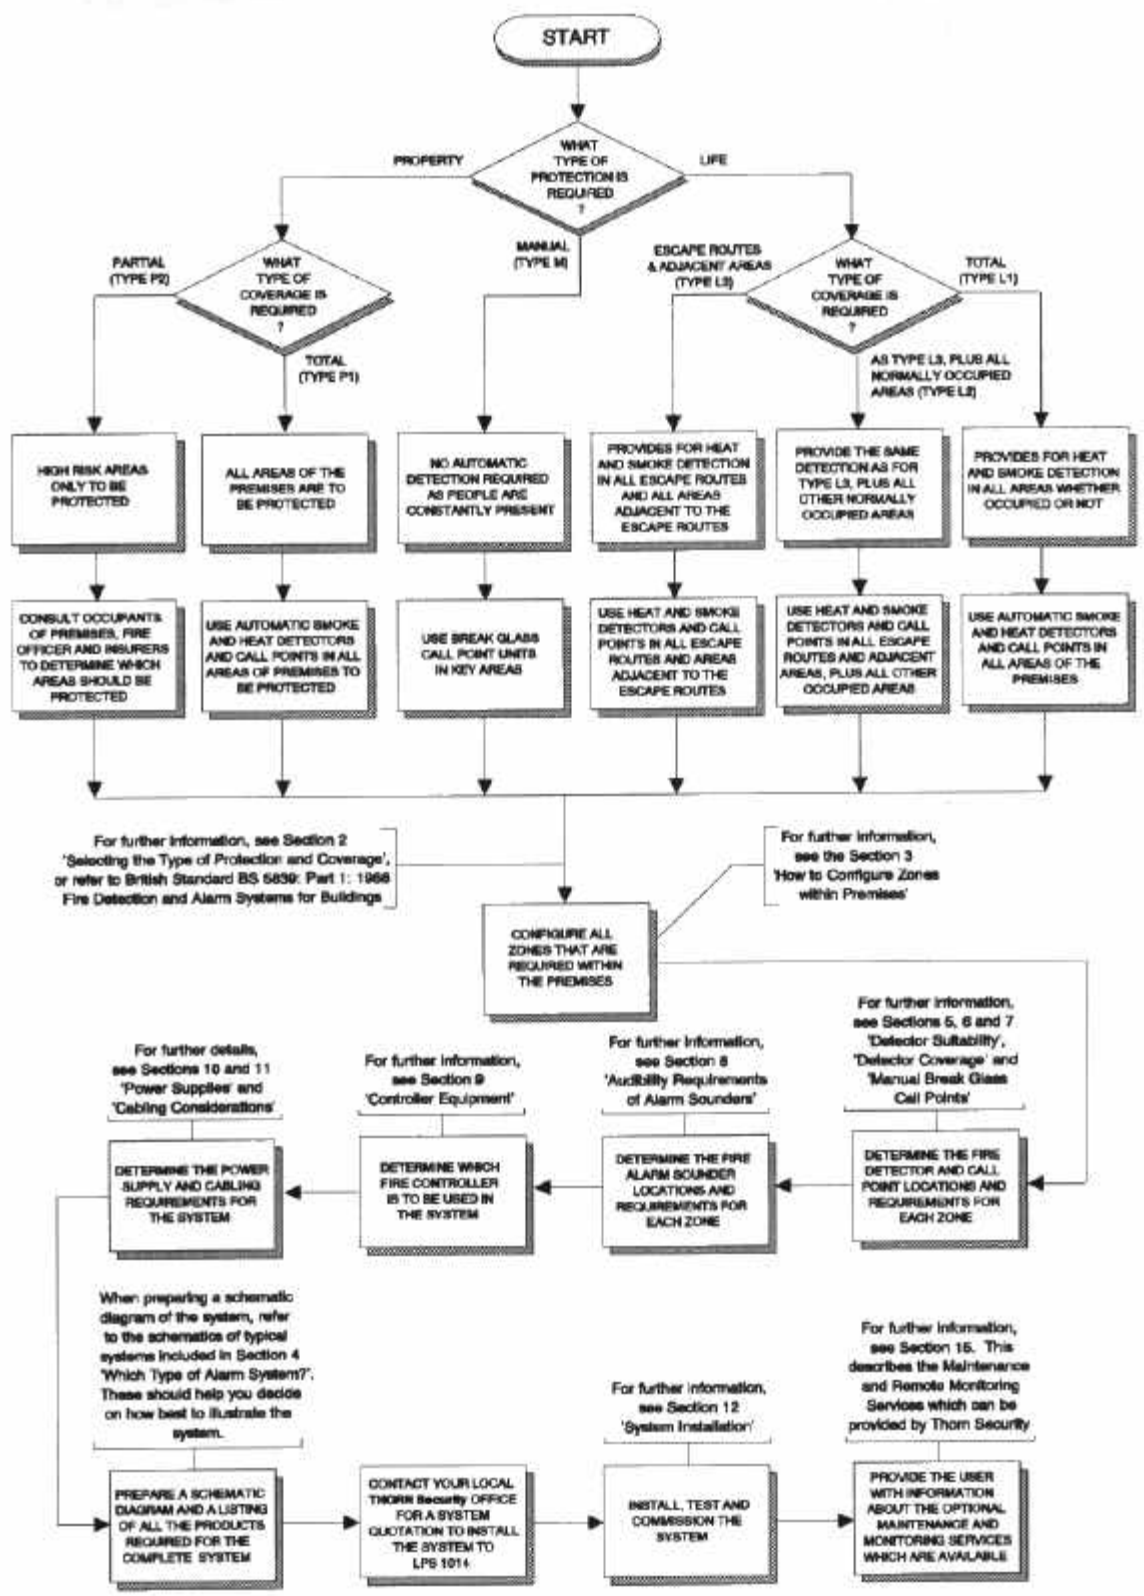 START
WHAT
TYPE OF
PROTECTION IS
REQUIRED
?
PROPERTY
LIFE
MANUAL
(TYPE M)
PARTIAL
(TYPE P2)
WHAT
TYPE OF
COVERAGE IS
REQUIRED
?
TOTAL
(TYPE P1)
ESCAPE ROUTES
& ADJACENT AREAS
(TYPE L3)
WHAT
TYPE OF
COVERAGE IS
REQUIRED
?
TOTAL
(TYPE L1)
AS TYPE L3, PLUS ALL
NORMALLY OCCUPIED
AREAS (TYPE L2)
HIGH RISK AREAS
ONLY TO BE
PROTECTED
ALL AREAS OF THE
PREMISES ARE TO
BE PROTECTED
NO AUTOMATIC
DETECTION REQUIRED
AS PEOPLE ARE
CONSTANTLY PRESENT
PROVIDES FOR HEAT
AND SMOKE DETECTION
IN ALL ESCAPE ROUTES
AND ALL AREAS
ADJACENT TO THE
ESCAPE ROUTES
PROVIDE THE SAME
DETECTION AS FOR
TYPE L3, PLUS ALL
OTHER NORMALLY
OCCUPIED AREAS
PROVIDES FOR HEAT
AND SMOKE DETECTION
IN ALL AREAS WHETHER
OCCUPIED OR NOT
CONSULT OCCUPANTS
OF PREMISES, FIRE
OFFICER AND INSURERS
TO DETERMINE WHICH
AREAS SHOULD BE
PROTECTED
USE AUTOMATIC SMOKE
AND HEAT DETECTORS
AND CALL POINTS IN ALL
AREAS OF PREMISES TO
BE PROTECTED
USE BREAK GLASS
CALL POINT UNITS
IN KEY AREAS
USE HEAT AND SMOKE
DETECTORS AND CALL
POINTS IN ALL ESCAPE
ROUTES AND AREAS
ADJACENT TO THE
ESCAPE ROUTES
USE HEAT AND SMOKE
DETECTORS AND CALL
POINTS IN ALL ESCAPE
ROUTES AND ADJACENT
AREAS, PLUS ALL OTHER
OCCUPIED AREAS
USE AUTOMATIC SMOKE
AND HEAT DETECTORS
AND CALL POINTS IN
ALL AREAS OF THE
PREMISES
For further information, see Section 2
'Selecting the Type of Protection and Coverage',
or refer to British Standard BS 5839: Part 1: 1988
Fire Detection and Alarm Systems for Buildings
For further information,
see the Section 3
'How to Configure Zones
within Premises'
CONFIGURE ALL
ZONES THAT ARE
REQUIRED WITHIN
THE PREMISES
For further details,
see Sections 10 and 11
'Power Supplies' and
'Cabling Considerations'
For further information,
see Section 9
'Controller Equipment'
For further information,
see Section 8
'Audibility Requirements
of Alarm Sounders'
For further information,
see Sections 5, 6 and 7
'Detector Suitability',
'Detector Coverage' and
'Manual Break Glass
Call Points'
DETERMINE THE POWER
SUPPLY AND CABLING
REQUIREMENTS FOR
THE SYSTEM
DETERMINE WHICH
FIRE CONTROLLER
IS TO BE USED IN
THE SYSTEM
DETERMINE THE FIRE
ALARM SOUNDER
LOCATIONS AND
REQUIREMENTS FOR
EACH ZONE
DETERMINE THE FIRE
DETECTOR AND CALL
POINT LOCATIONS AND
REQUIREMENTS FOR
EACH ZONE
When preparing a schematic
diagram of the system, refer
to the schematics of typical
systems included in Section 4
'Which Type of Alarm System?'.
These should help you decide
on how best to illustrate the
system.
For further information,
see Section 12
'System Installation'
For further information,
see Section 15. This
describes the Maintenance
and Remote Monitoring
Services which can be
provided by Thorn Security
PREPARE A SCHEMATIC
DIAGRAM AND A LISTING
OF ALL THE PRODUCTS
REQUIRED FOR THE
COMPLETE SYSTEM
CONTACT YOUR LOCAL
THORN Security OFFICE
FOR A SYSTEM
QUOTATION TO INSTALL
THE SYSTEM TO
LPS 1014
INSTALL, TEST AND
COMMISSION THE
SYSTEM
PROVIDE THE USER
WITH INFORMATION
ABOUT THE OPTIONAL
MAINTENANCE AND
MONITORING SERVICES
WHICH ARE AVAILABLE